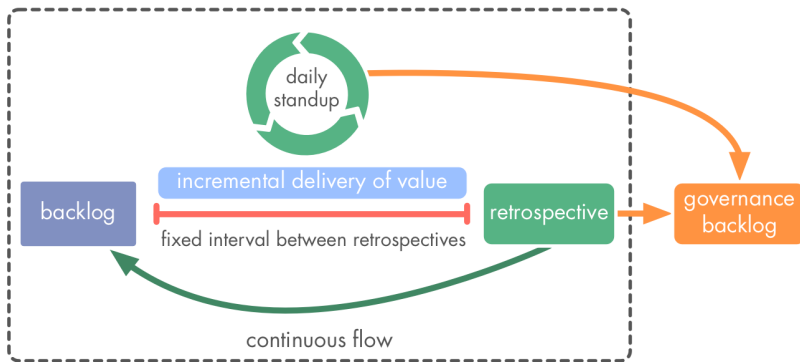 daily
standup
incremental delivery of value
backlog
retrospective
governance
backlog
fixed interval between retrospectives
continuous flow